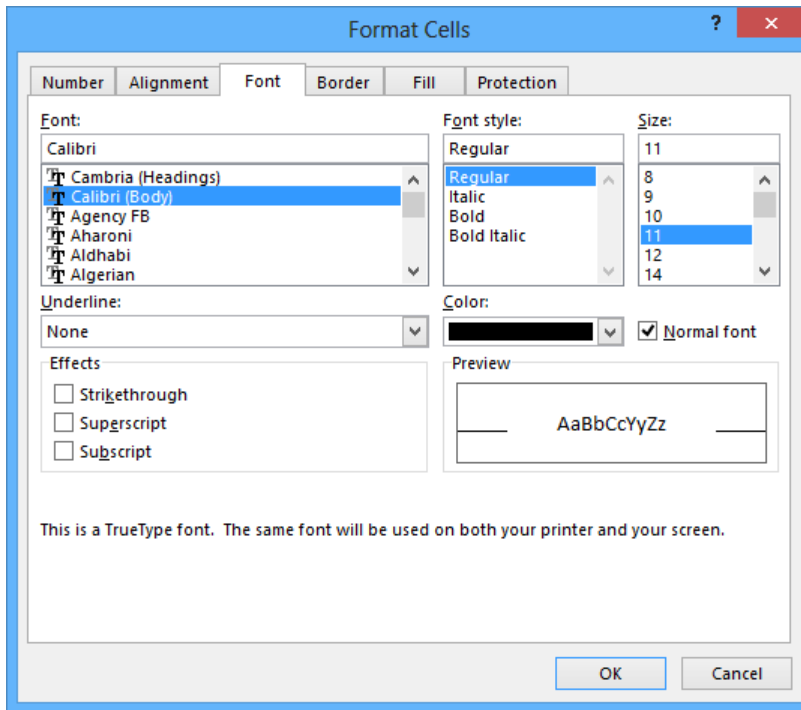 Format Cells
?
Number Alignment Font Border Fill Protection
Font: Font style: Size:
Calibri Regular 11
Cambria (Headings) Regular 8
Calibri (Body) Italic 9
Agency FB Bold 10
Aharoni Bold Italic 11
Aldhabi 12
Algerian 14
Underline: Color:
None Normal font
Effects Preview
Strikethrough
Superscript AaBbCcYyZz
Subscript
This is a TrueType font. The same font will be used on both your printer and your screen.
OK Cancel